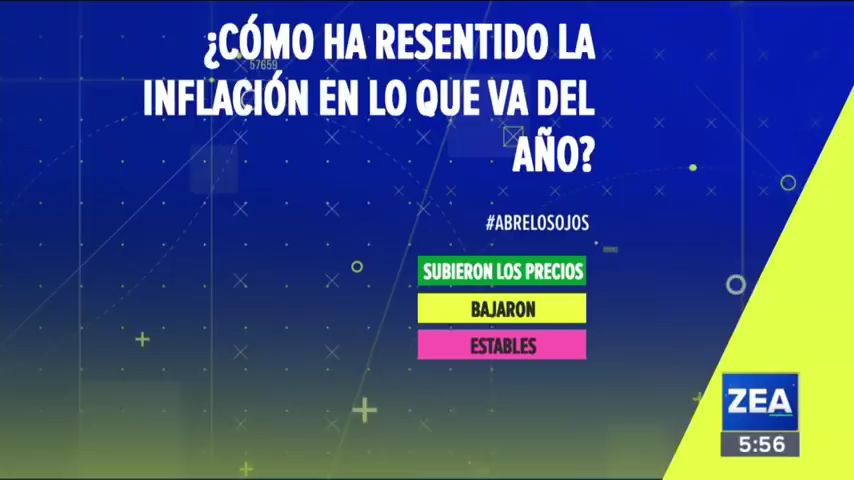 ¿CÓMO HA RESENTIDO LA
57659
INFLACIÓN EN LO QUE VA DEL
AÑO?
#ABRELOSOJOS
SUBIERON LOS PRECIOS
BAJARON
ESTABLES
ZEA
5:56